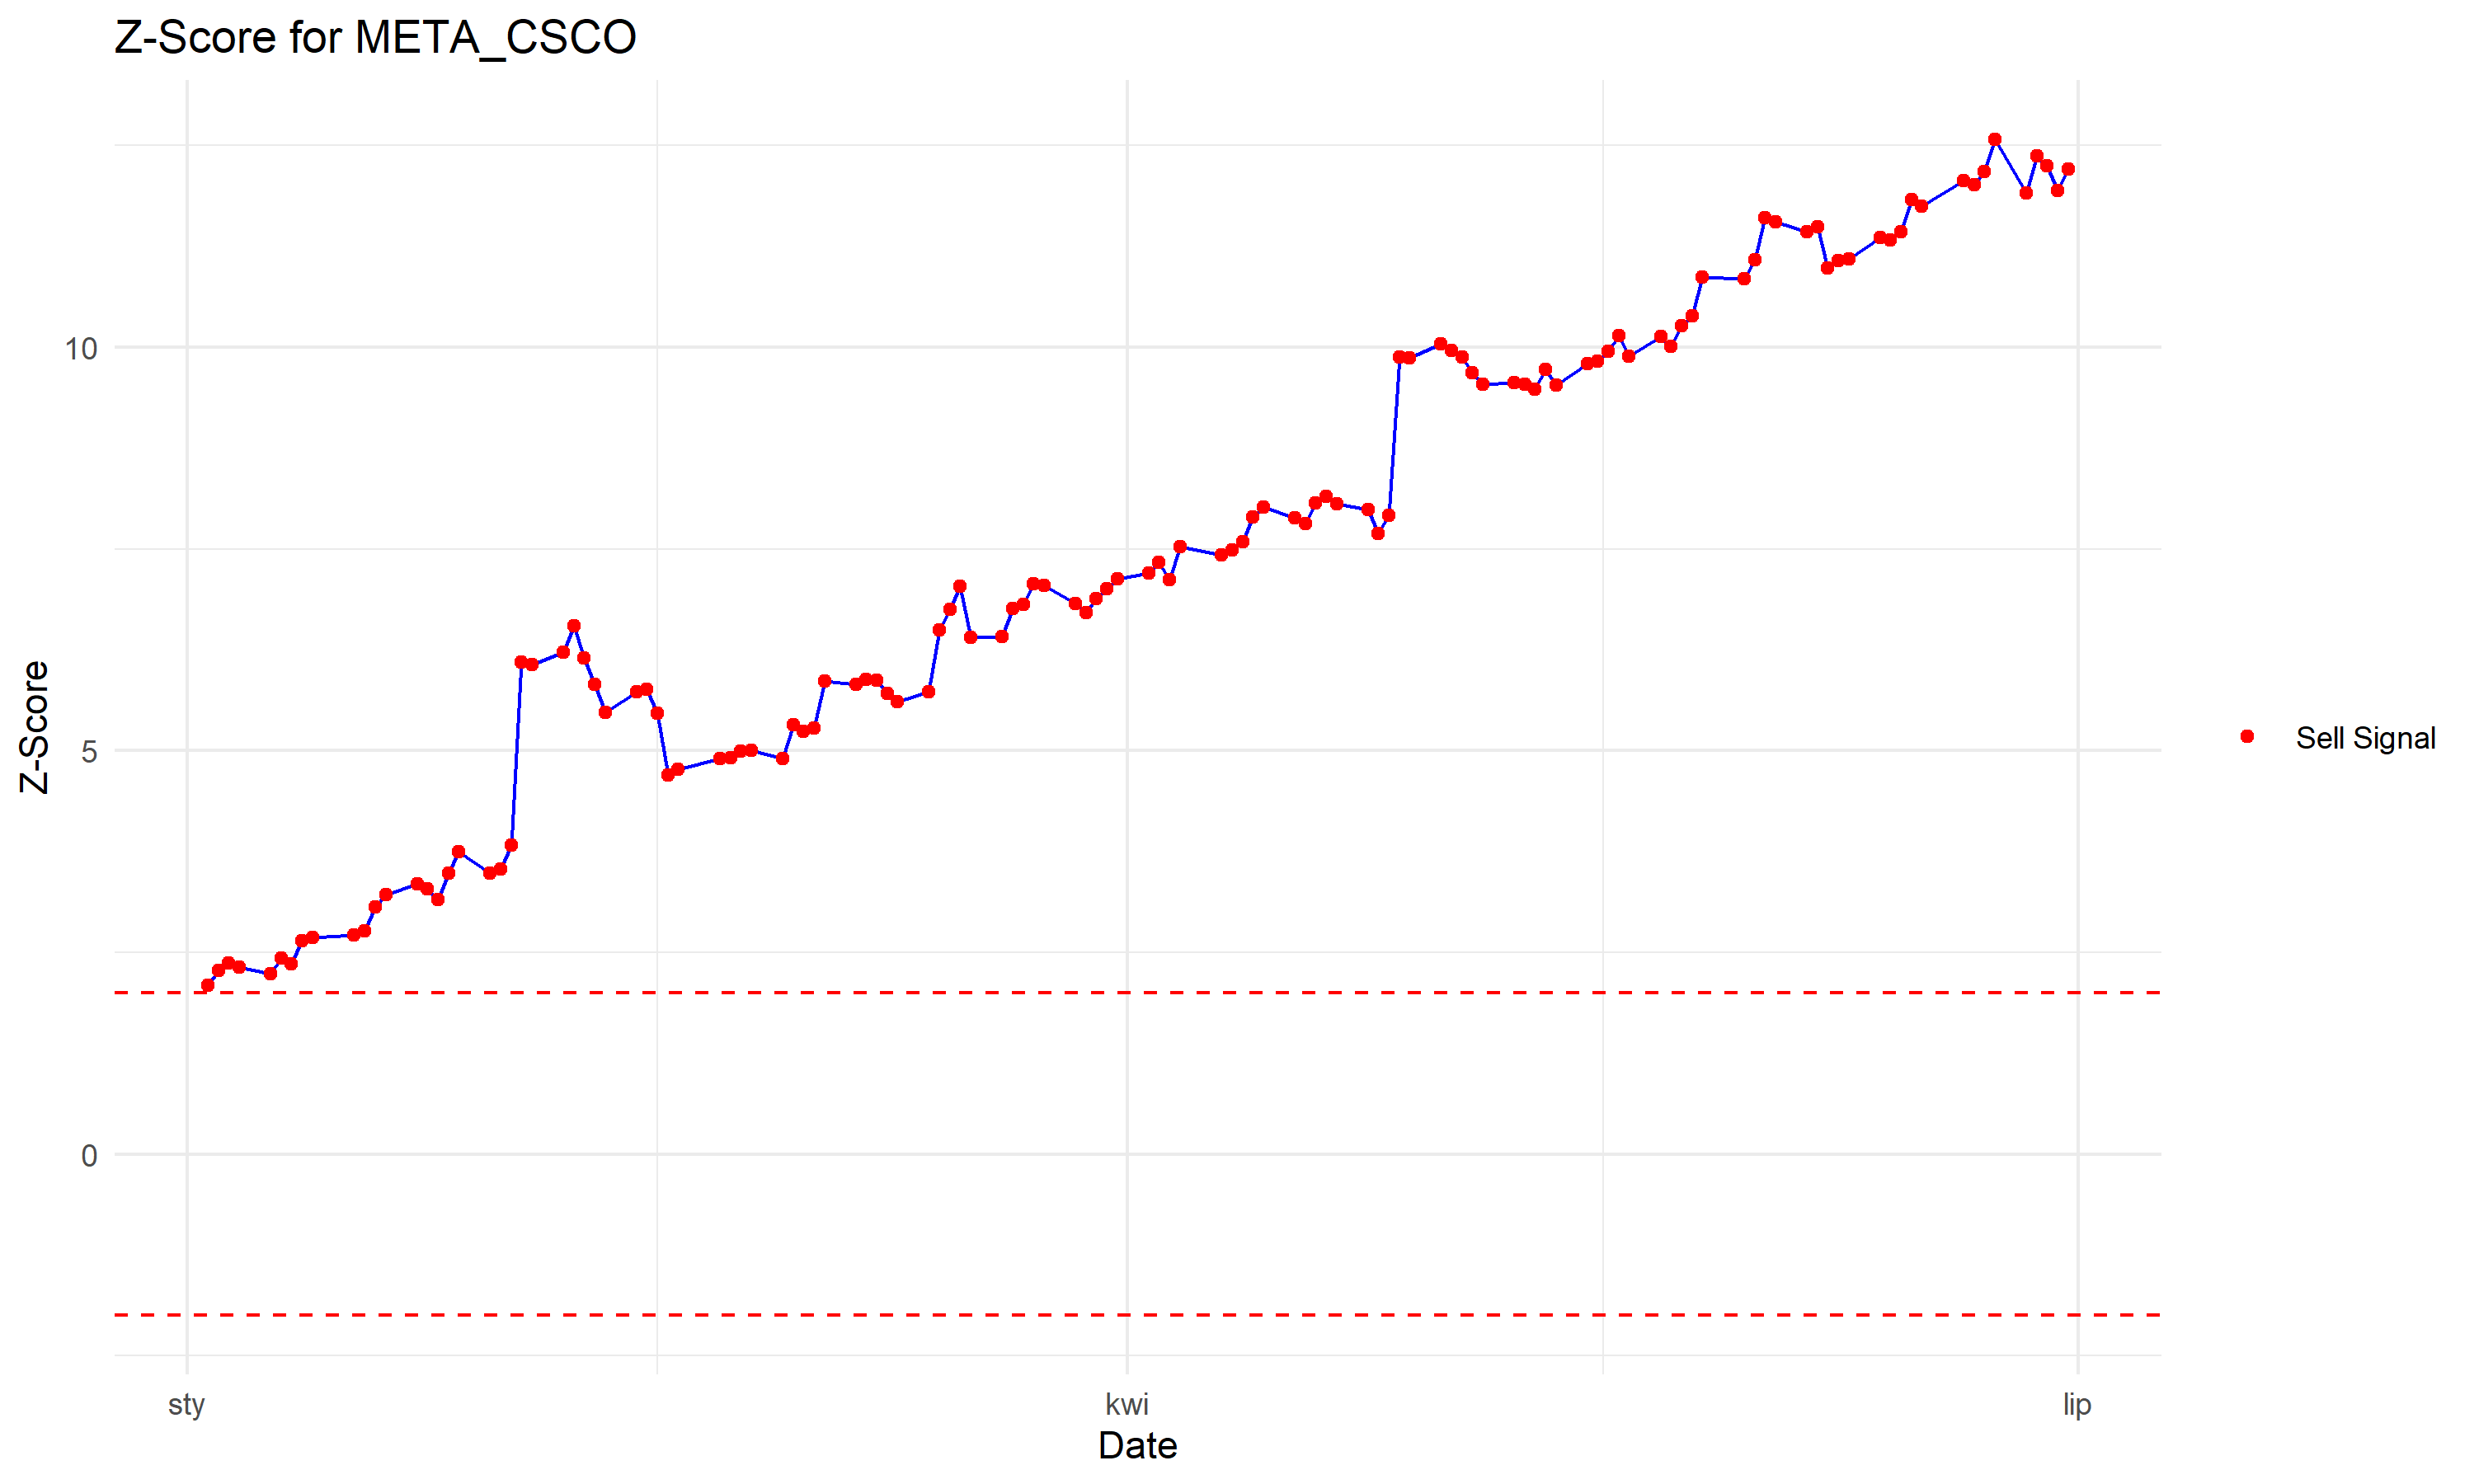 Z-Score for META_CSCO
Z-Score
10
5
0
sty
kwi
lip
Date
Sell Signal